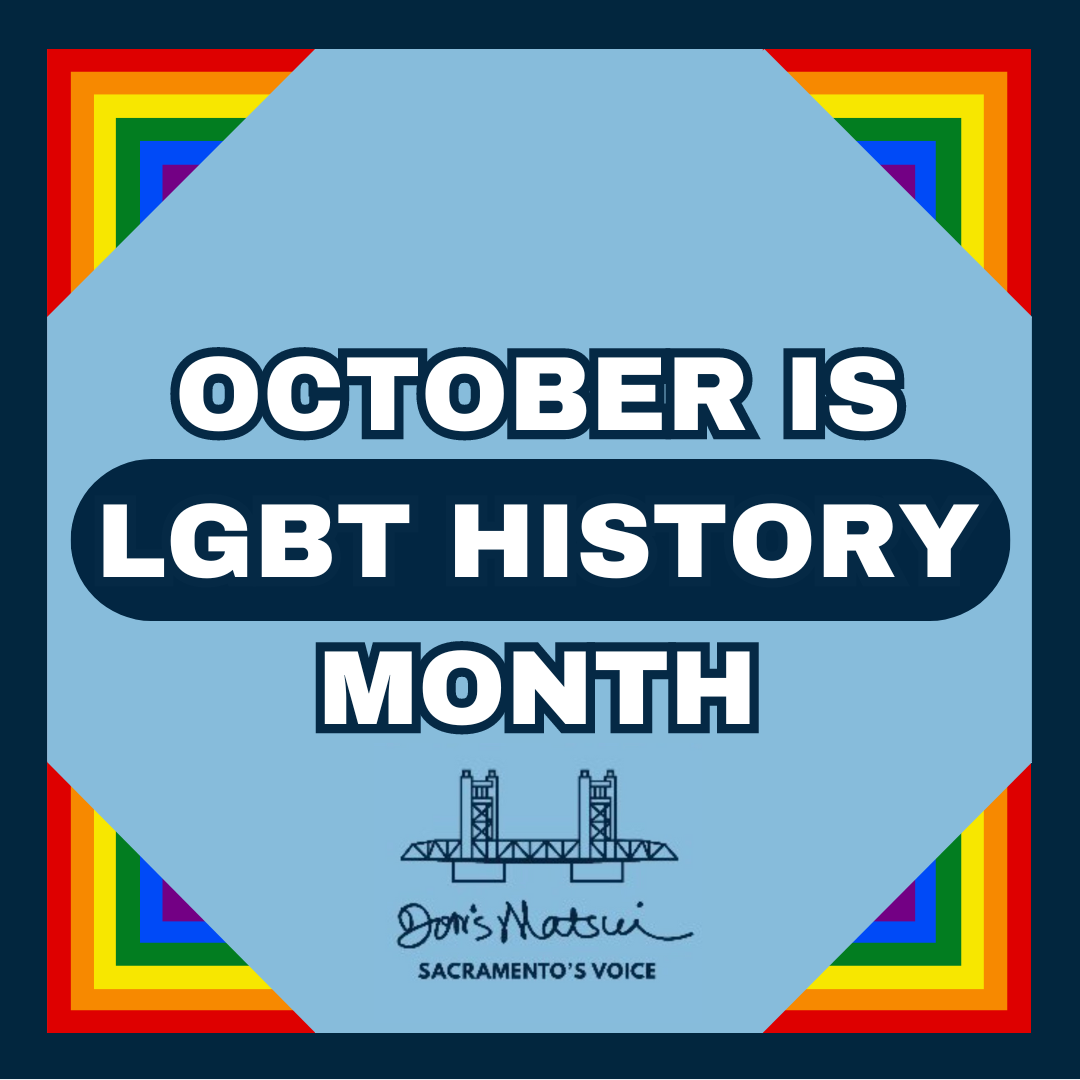 OCTOBER IS
LGBT HISTORY
MONTH
Doris Matsui
SACRAMENTO'S VOICE